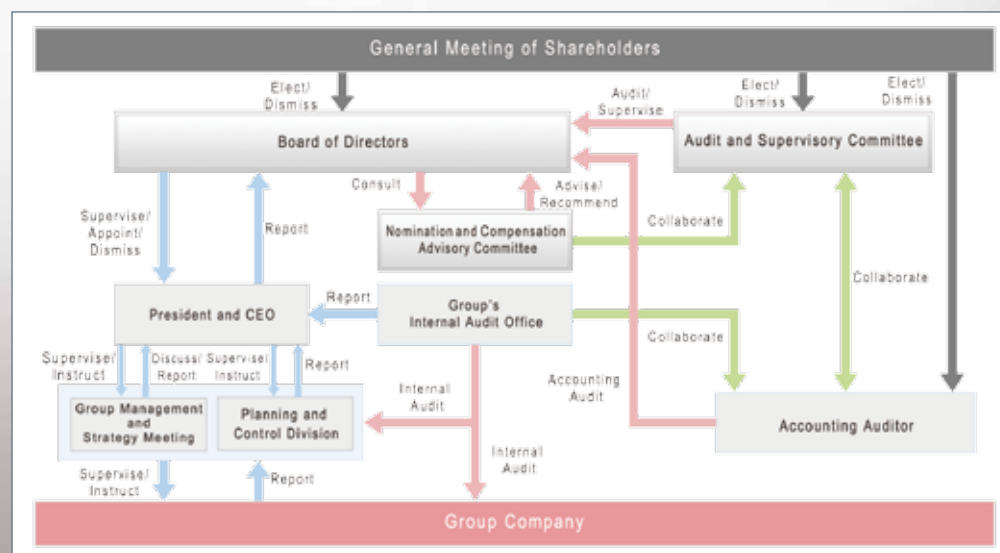 General Meeting of Shareholders
Elect/
Dismiss
Elect/
Dismiss
Elect/
Dismiss
Audit/
Supervise
Board of Directors
Audit and Supervisory Committee
Consult
Advise/
Recommend
Supervise/
Appoint/
Dismiss
Report
Nomination and Compensation
Advisory Committee
Collaborate
Collaborate
President and CEO
Report
Group's
Internal Audit Office
Collaborate
Supervise/
Instruct
Discuss/
Report
Supervise/
Instruct
Report
Internal
Audit
Accounting
Audit
Group Management
and
Strategy Meeting
Planning and
Control Division
Accounting Auditor
Internal
Audit
Supervise/
Instruct
Report
Group Company